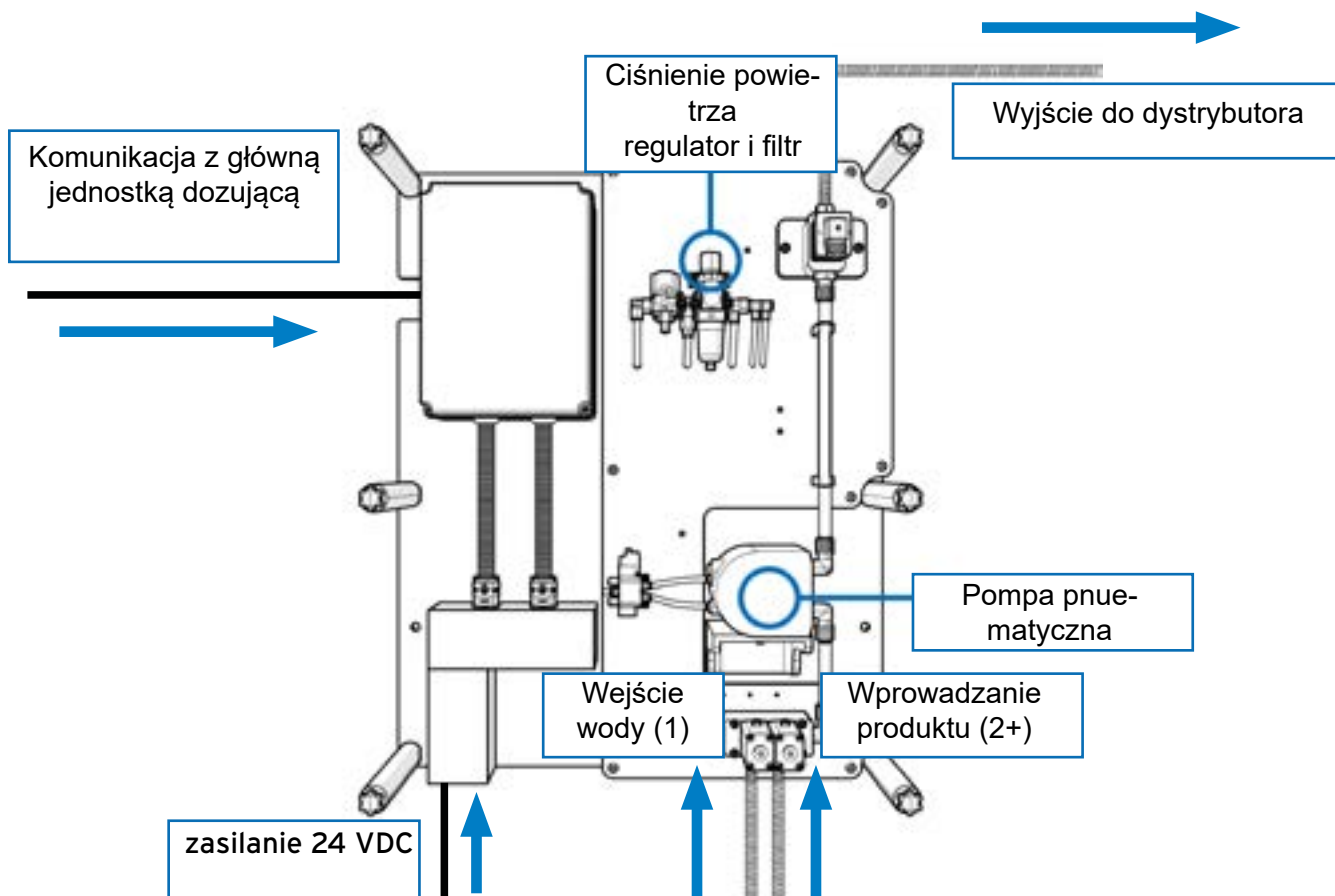 Ciśnienie powie-
trza
regulator i filtr
Wyjście do dystrybutora
Komunikacja z główną
jednostką dozującą
Pompa pnue-
matyczna
Wejście
wody (1)
Wprowadzanie
produktu (2+)
zasilanie 24 VDC